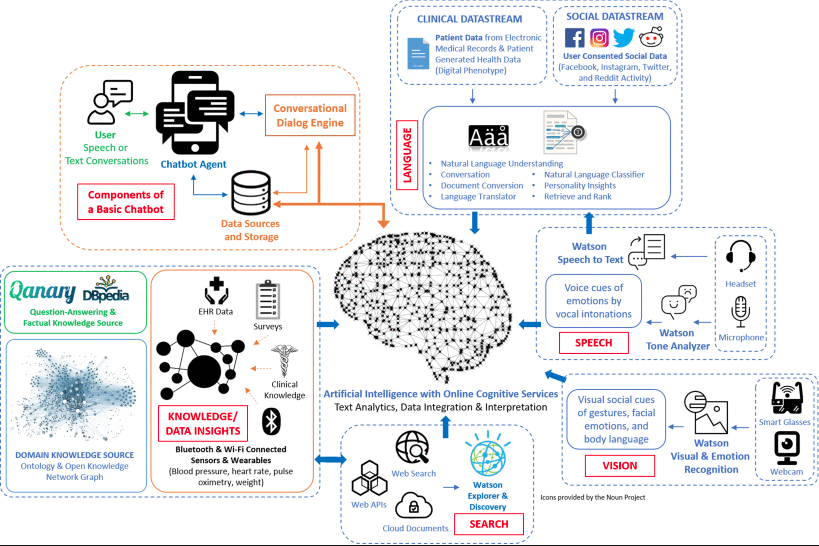 CLINICAL DATASTREAM
Patient Data from Electronic
Medical Records & Patient
Generated Health Data
(Digital Phenotype)
SOCIAL DATASTREAM
User Consented Social Data
(Facebook, Instagram, Twitter,
and Reddit Activity)
LANGUAGE
Aäå
• Natural Language Understanding
• Conversation
• Document Conversion
• Language Translator
• Natural Language Classifier
• Personality Insights
• Retrieve and Rank
User
Speech or
Text Conversations
Chatbot Agent
Conversational
Dialog Engine
Components of
a Basic Chatbot
Data Sources
and Storage
Watson
Speech to Text
Headset
Voice cues of
emotions by
vocal intonations
Watson
Tone Analyzer
Microphone
SPEECH
Qanary
DBpedia
Question-Answering &
Factual Knowledge Source
DOMAIN KNOWLEDGE SOURCE
Ontology & Open Knowledge
Network Graph
EHR Data
Surveys
Clinical
Knowledge
KNOWLEDGE/
DATA INSIGHTS
Bluetooth & Wi-Fi Connected
Sensors & Wearables
(Blood pressure, heart rate, pulse
oximetry, weight)
Artificial Intelligence with Online Cognitive Services
Text Analytics, Data Integration & Interpretation
Visual social cues
of gestures, facial
emotions, and
body language
VISION
Watson
Visual & Emotion
Recognition
Smart Glasses
Webcam
Web Search
Web APIs
Cloud Documents
Watson
Explorer &
Discovery
SEARCH
Icons provided by the Noun Project